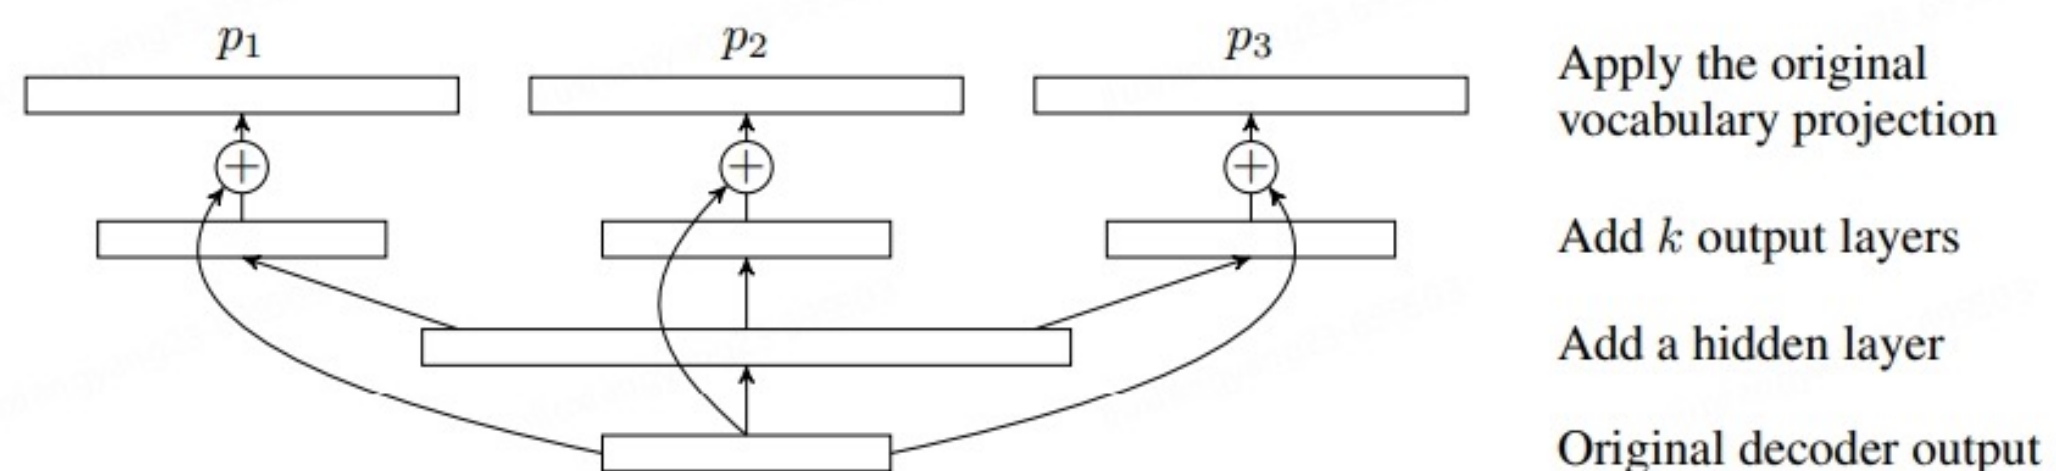 p₁
p₂
p₃
Apply the original
vocabulary projection
Add k output layers
Add a hidden layer
Original decoder output